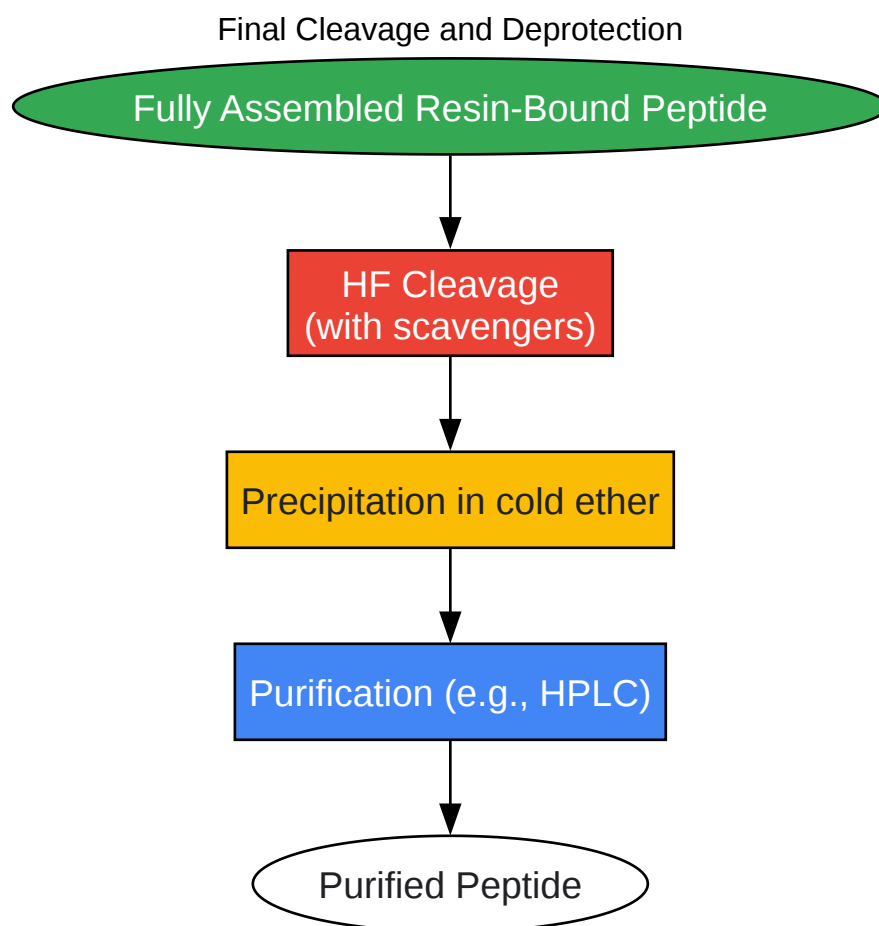 Final Cleavage and Deprotection
Fully Assembled Resin-Bound Peptide
HF Cleavage
(with scavengers)
Precipitation in cold ether
Purification (e.g., HPLC)
Purified Peptide